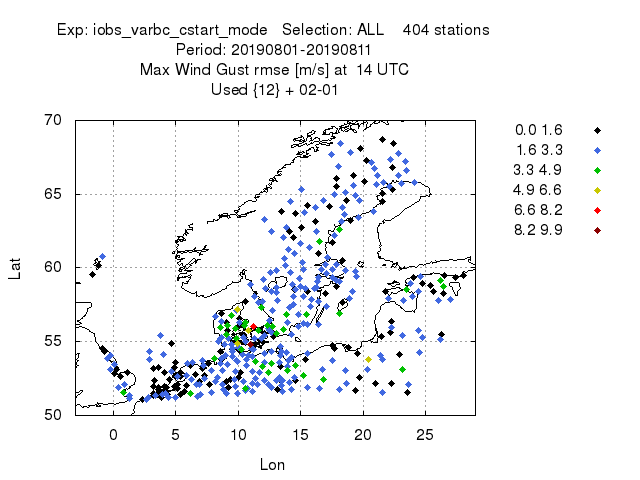 Exp: iobs_varbc_cstart_mode   Selection: ALL    404 stations
Period: 20190801-20190811
Max Wind Gust rmse [m/s] at  14 UTC
Used {12} + 02-01
70
65
60
55
50
0 5 10 15 20 25
Lat
Lon
0.0 1.6
1.6 3.3
3.3 4.9
4.9 6.6
6.6 8.2
8.2 9.9